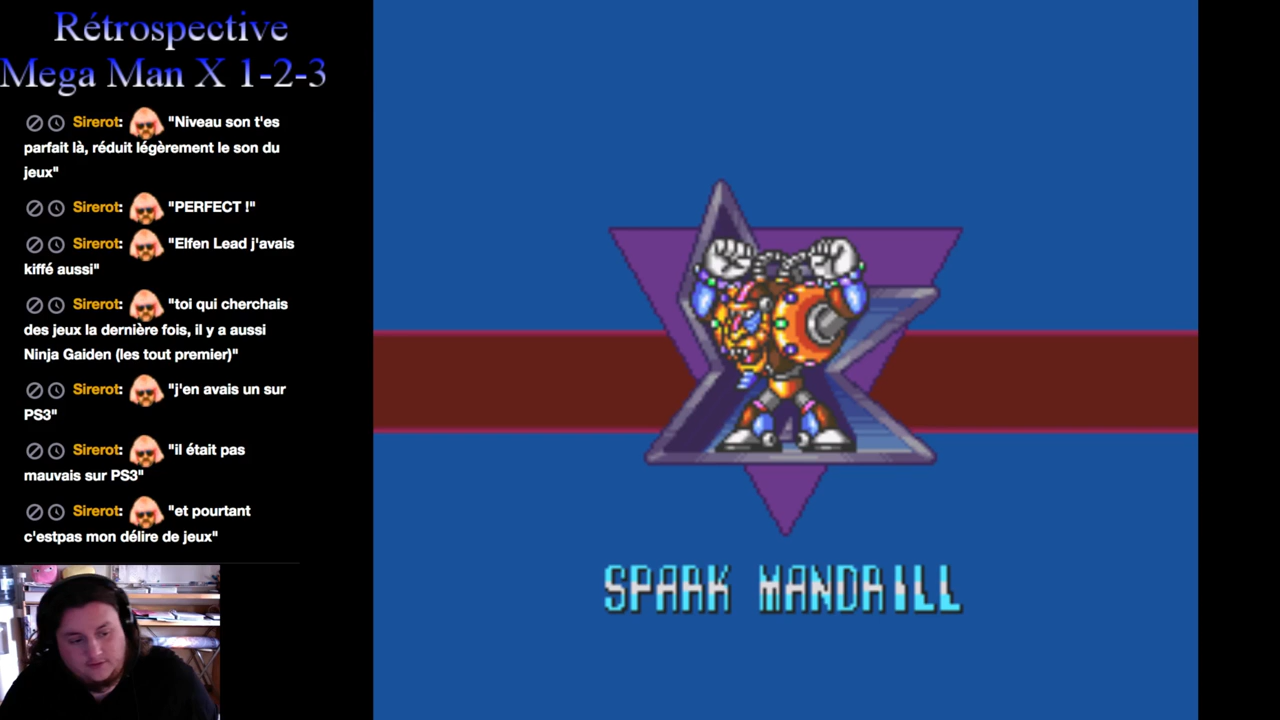 Rétrospective
Mega Man X 1-2-3
Sirerot: "Niveau son t'es
parfait là, réduit légèrement le son du
jeux"
Sirerot: "PERFECT !"
Sirerot: "Elfen Lead j'avais
kiffé aussi"
Sirerot: "toi qui cherchais
des jeux la dernière fois, il y a aussi
Ninja Gaiden (les tout premier)"
Sirerot: "j'en avais un sur
PS3"
Sirerot: "il était pas
mauvais sur PS3"
Sirerot: "et pourtant
c'estpas mon délire de jeux"
SPARK MANDRILL